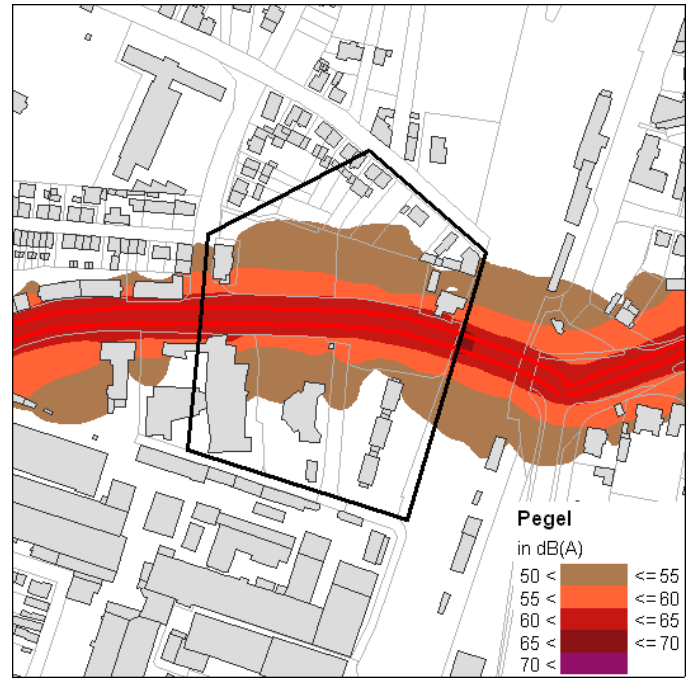 Pegel
in dB(A)
50 < <= 55
55 < <= 60
60 < <= 65
65 < <= 70
70 <